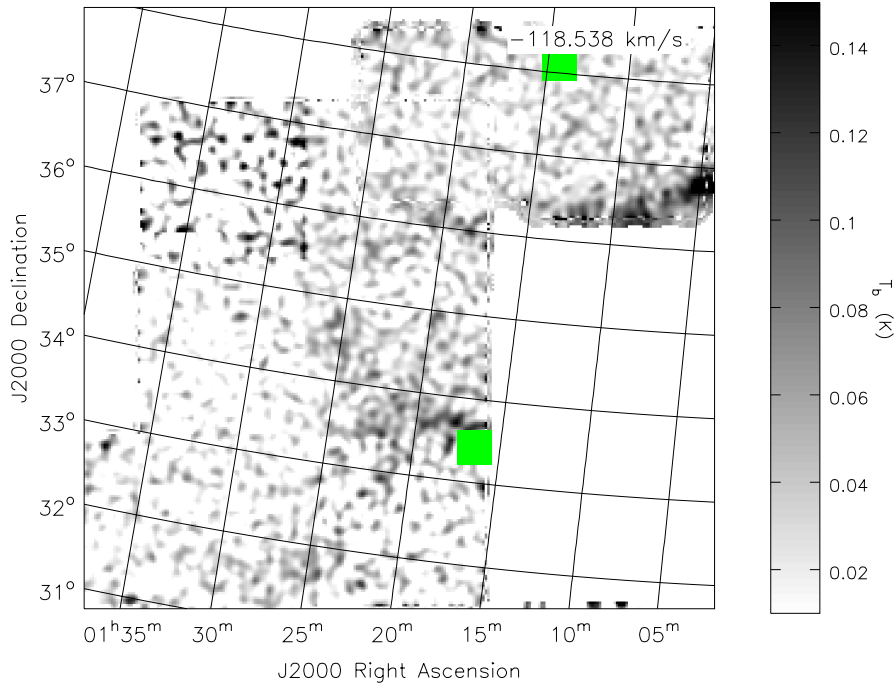 -118.538 km/s
37°
36°
35°
34°
33°
32°
31°
J2000 Declination
01ʰ35ᵐ 30ᵐ 25ᵐ 20ᵐ 15ᵐ 10ᵐ 05ᵐ
J2000 Right Ascension
0.14
0.12
0.1
0.08
0.06
0.04
0.02
T_b (K)